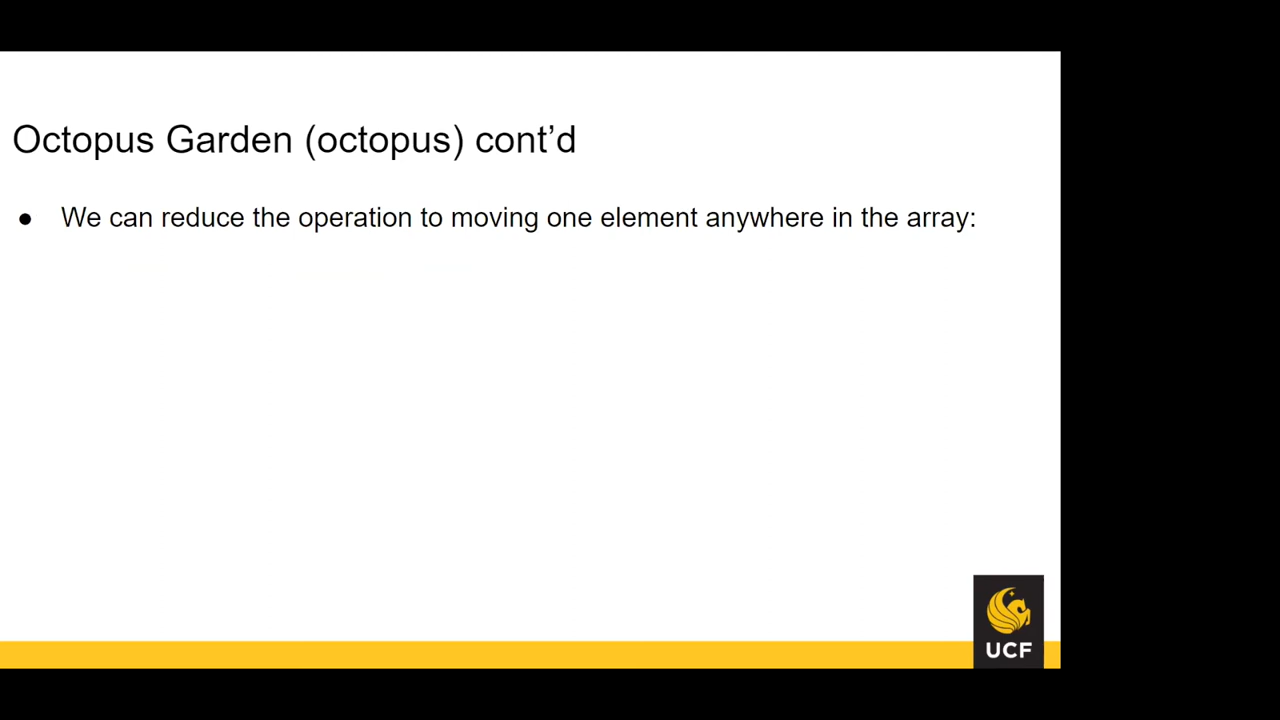 Octopus Garden (octopus) cont’d
● We can reduce the operation to moving one element anywhere in the array:
UCF